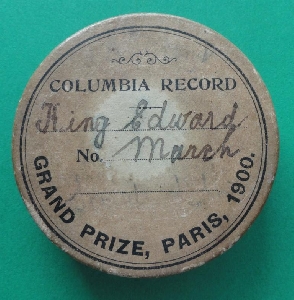 COLUMBIA RECORD
King Edward
No. March
GRAND PRIZE, PARIS, 1900.